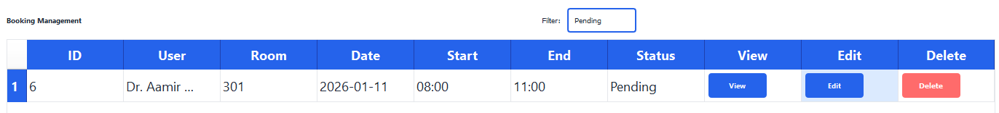 Booking Management Filter: Pending
ID User Room Date Start End Status View Edit Delete
1 6 Dr. Aamir ... 301 2026-01-11 08:00 11:00 Pending View Edit Delete